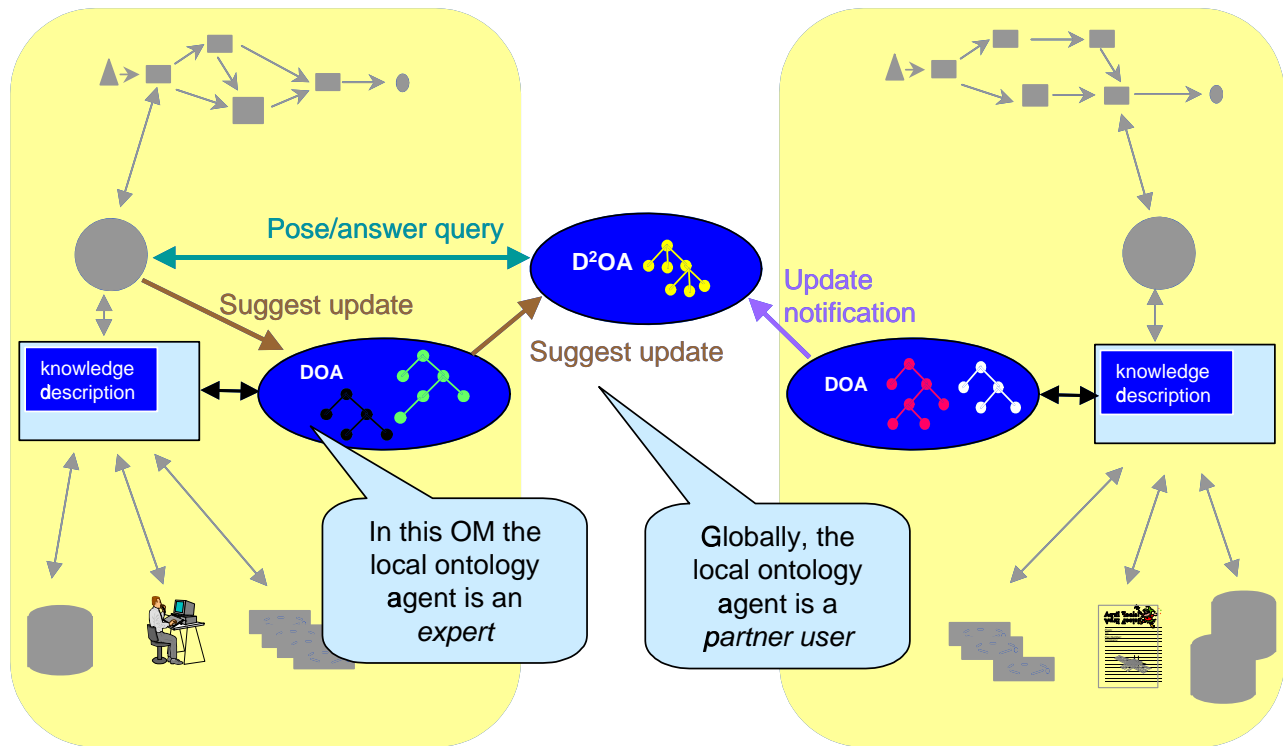 Pose/answer query
D²OA
Suggest update
Update
notification
Suggest update
knowledge
description
DOA
DOA
knowledge
description
In this OM the
local ontology
agent is an
expert
Globally, the
local ontology
agent is a
partner user